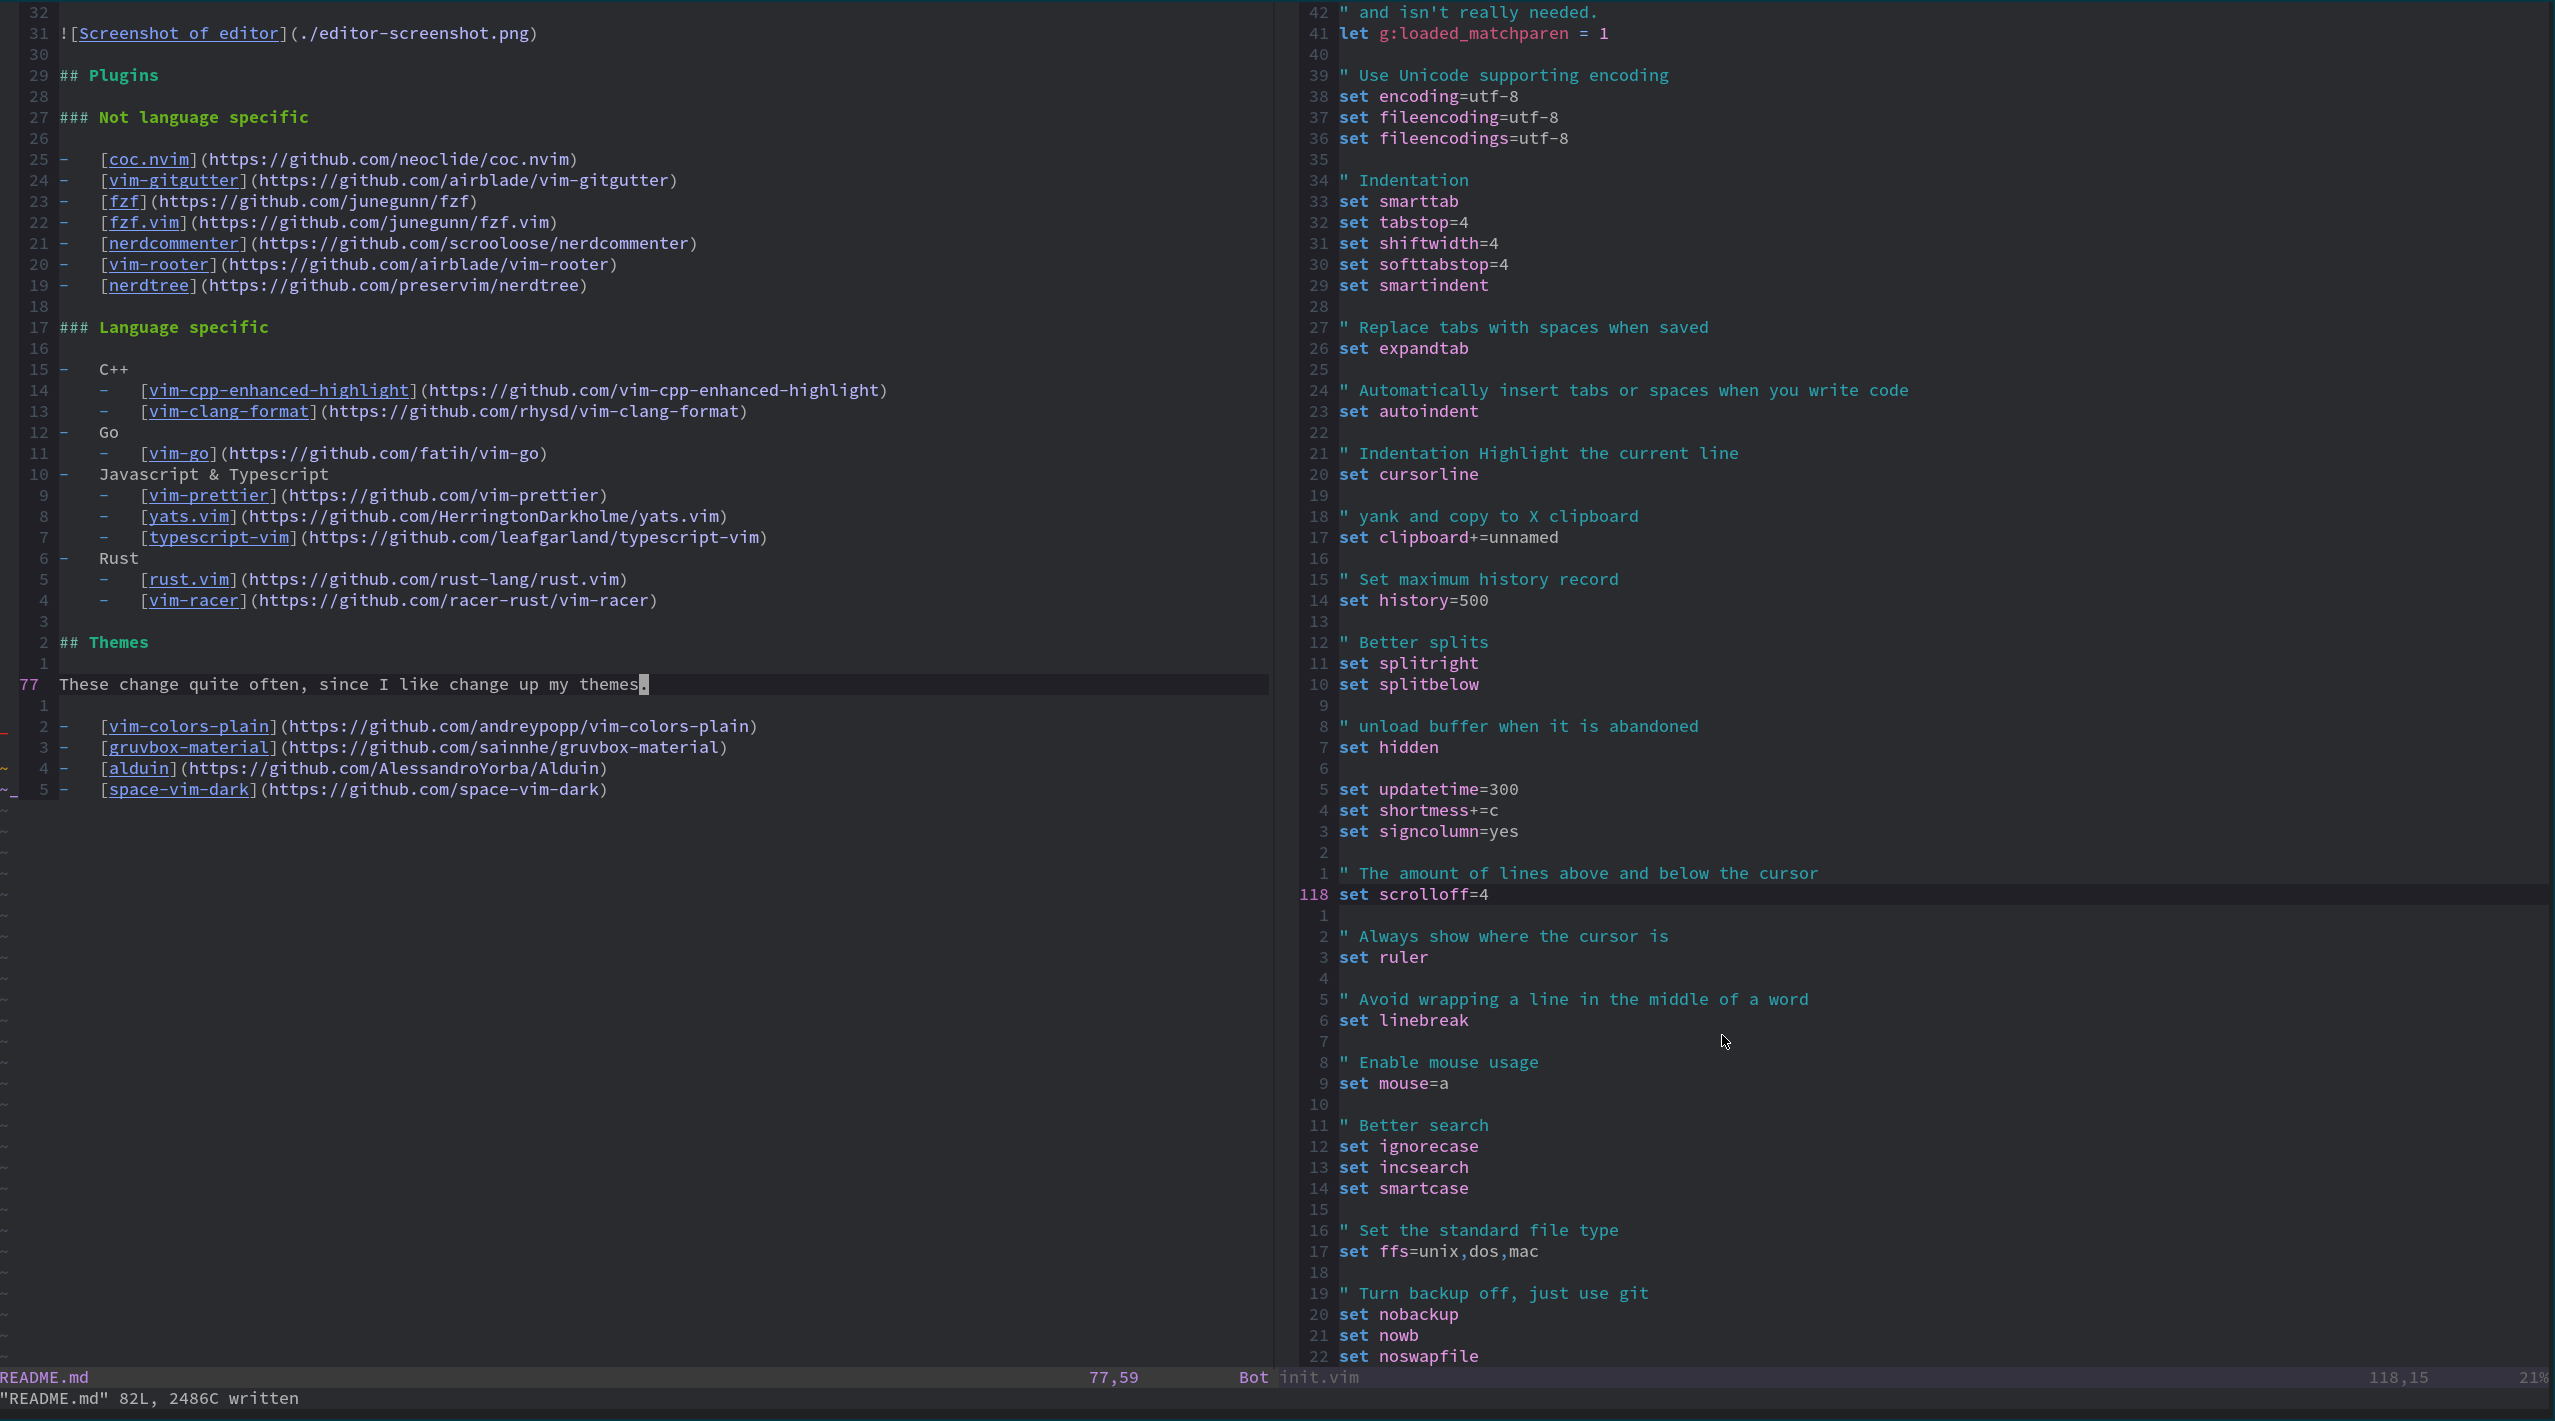 32
31 ![Screenshot of editor](./editor-screenshot.png)
30
29 ## Plugins
28
27 ### Not language specific
26
25 -   [coc.nvim](https://github.com/neoclide/coc.nvim)
24 -   [vim-gitgutter](https://github.com/airblade/vim-gitgutter)
23 -   [fzf](https://github.com/junegunn/fzf)
22 -   [fzf.vim](https://github.com/junegunn/fzf.vim)
21 -   [nerdcommenter](https://github.com/scrooloose/nerdcommenter)
20 -   [vim-rooter](https://github.com/airblade/vim-rooter)
19 -   [nerdtree](https://github.com/preservim/nerdtree)
18
17 ### Language specific
16
15 -   C++
14     -   [vim-cpp-enhanced-highlight](https://github.com/vim-cpp-enhanced-highlight)
13     -   [vim-clang-format](https://github.com/rhysd/vim-clang-format)
12 -   Go
11     -   [vim-go](https://github.com/fatih/vim-go)
10 -   Javascript & Typescript
9     -   [vim-prettier](https://github.com/vim-prettier)
8     -   [yats.vim](https://github.com/HerringtonDarkholme/yats.vim)
7     -   [typescript-vim](https://github.com/leafgarland/typescript-vim)
6 -   Rust
5     -   [rust.vim](https://github.com/rust-lang/rust.vim)
4     -   [vim-racer](https://github.com/racer-rust/vim-racer)
3
2 ## Themes
1
77 These change quite often, since I like change up my themes.
1
2 -   [vim-colors-plain](https://github.com/andreypopp/vim-colors-plain)
_ 3 -   [gruvbox-material](https://github.com/sainnhe/gruvbox-material)
~ 4 -   [alduin](https://github.com/AlessandroYorba/Alduin)
~_ 5 -   [space-vim-dark](https://github.com/space-vim-dark)
README.md 77,59 Bot
"README.md" 82L, 2486C written
42 " and isn't really needed.
41 let g:loaded_matchparen = 1
40
39 " Use Unicode supporting encoding
38 set encoding=utf-8
37 set fileencoding=utf-8
36 set fileencodings=utf-8
35
34 " Indentation
33 set smarttab
32 set tabstop=4
31 set shiftwidth=4
30 set softtabstop=4
29 set smartindent
28
27 " Replace tabs with spaces when saved
26 set expandtab
25
24 " Automatically insert tabs or spaces when you write code
23 set autoindent
22
21 " Indentation Highlight the current line
20 set cursorline
19
18 " yank and copy to X clipboard
17 set clipboard+=unnamed
16
15 " Set maximum history record
14 set history=500
13
12 " Better splits
11 set splitright
10 set splitbelow
9
8 " unload buffer when it is abandoned
7 set hidden
6
5 set updatetime=300
4 set shortmess+=c
3 set signcolumn=yes
2
1 " The amount of lines above and below the cursor
118 set scrolloff=4
1
2 " Always show where the cursor is
3 set ruler
4
5 " Avoid wrapping a line in the middle of a word
6 set linebreak
7
8 " Enable mouse usage
9 set mouse=a
10
11 " Better search
12 set ignorecase
13 set incsearch
14 set smartcase
15
16 " Set the standard file type
17 set ffs=unix,dos,mac
18
19 " Turn backup off, just use git
20 set nobackup
21 set nowb
22 set noswapfile
init.vim 118,15 21%